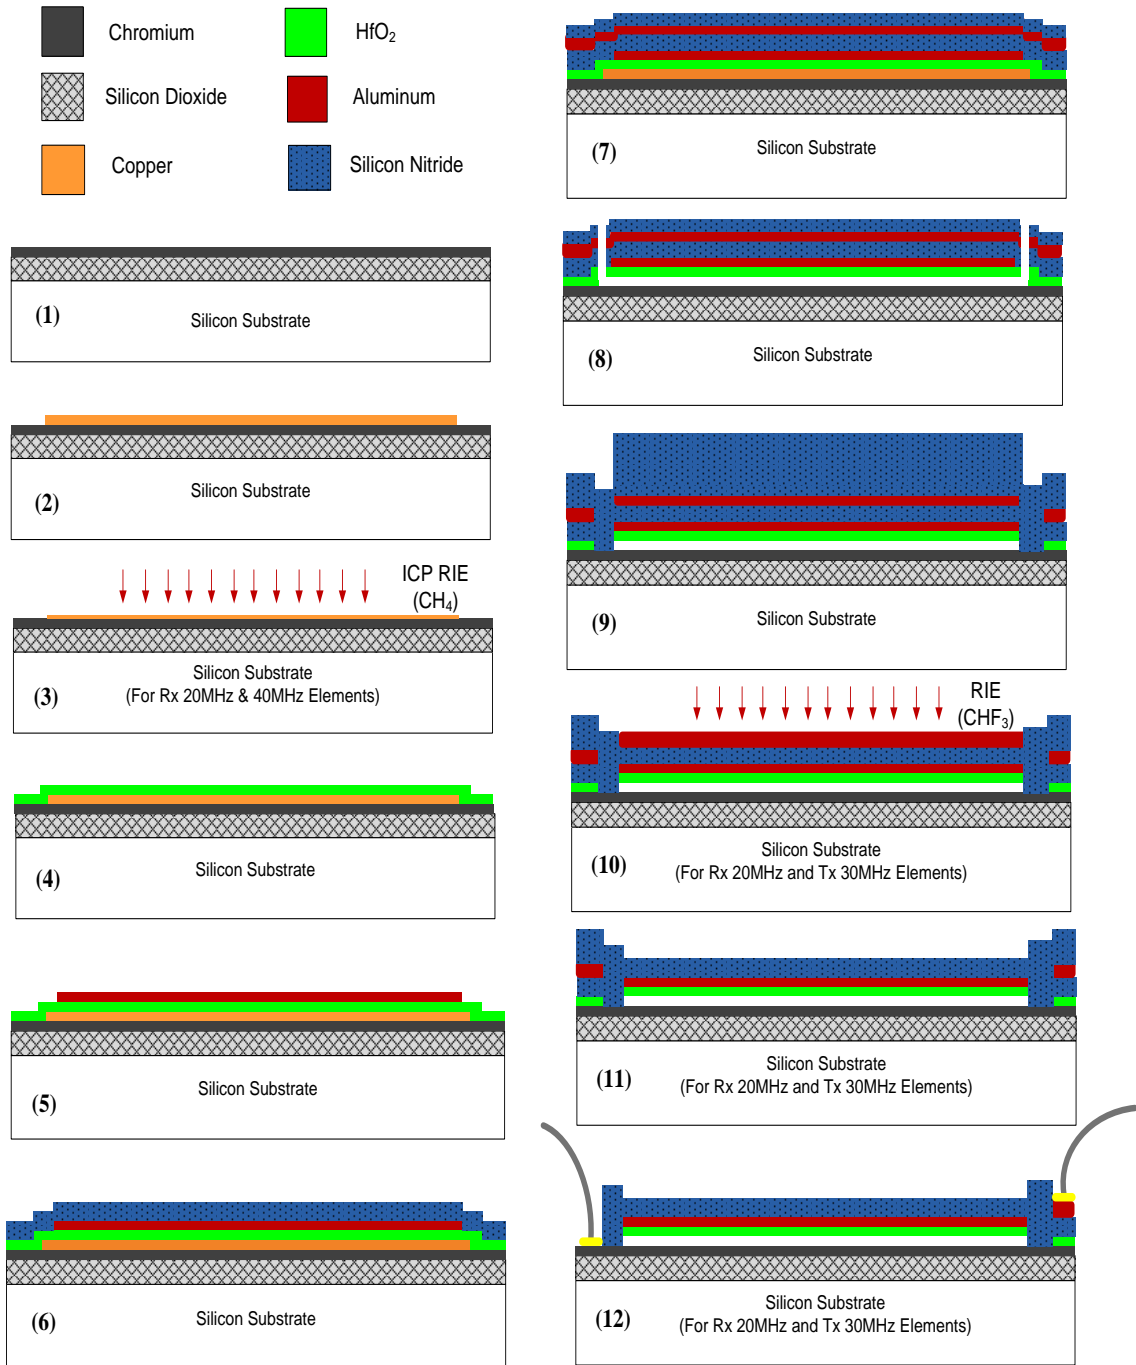 Chromium
HfO₂
Silicon Dioxide
Aluminum
Copper
Silicon Nitride
(1)
Silicon Substrate
(2)
Silicon Substrate
ICP RIE
(CH₄)
(3)
Silicon Substrate
(For Rx 20MHz & 40MHz Elements)
(4)
Silicon Substrate
(5)
Silicon Substrate
(6)
Silicon Substrate
(7)
Silicon Substrate
(8)
Silicon Substrate
(9)
Silicon Substrate
RIE
(CHF₃)
(10)
Silicon Substrate
(For Rx 20MHz and Tx 30MHz Elements)
(11)
Silicon Substrate
(For Rx 20MHz and Tx 30MHz Elements)
(12)
Silicon Substrate
(For Rx 20MHz and Tx 30MHz Elements)